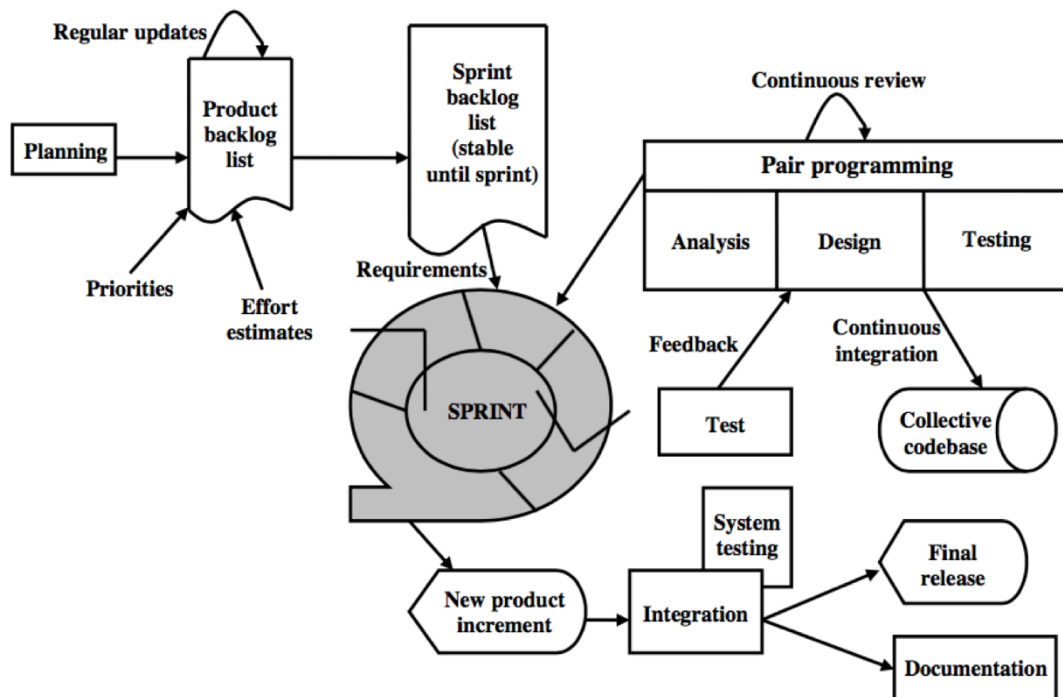 Regular updates
Product
backlog
list
Planning
Priorities
Effort
estimates
Sprint
backlog
list
(stable
until sprint)
Requirements
SPRINT
Continuous review
Pair programming
Analysis
Design
Testing
Feedback
Continuous
integration
Test
Collective
codebase
System
testing
New product
increment
Integration
Final
release
Documentation